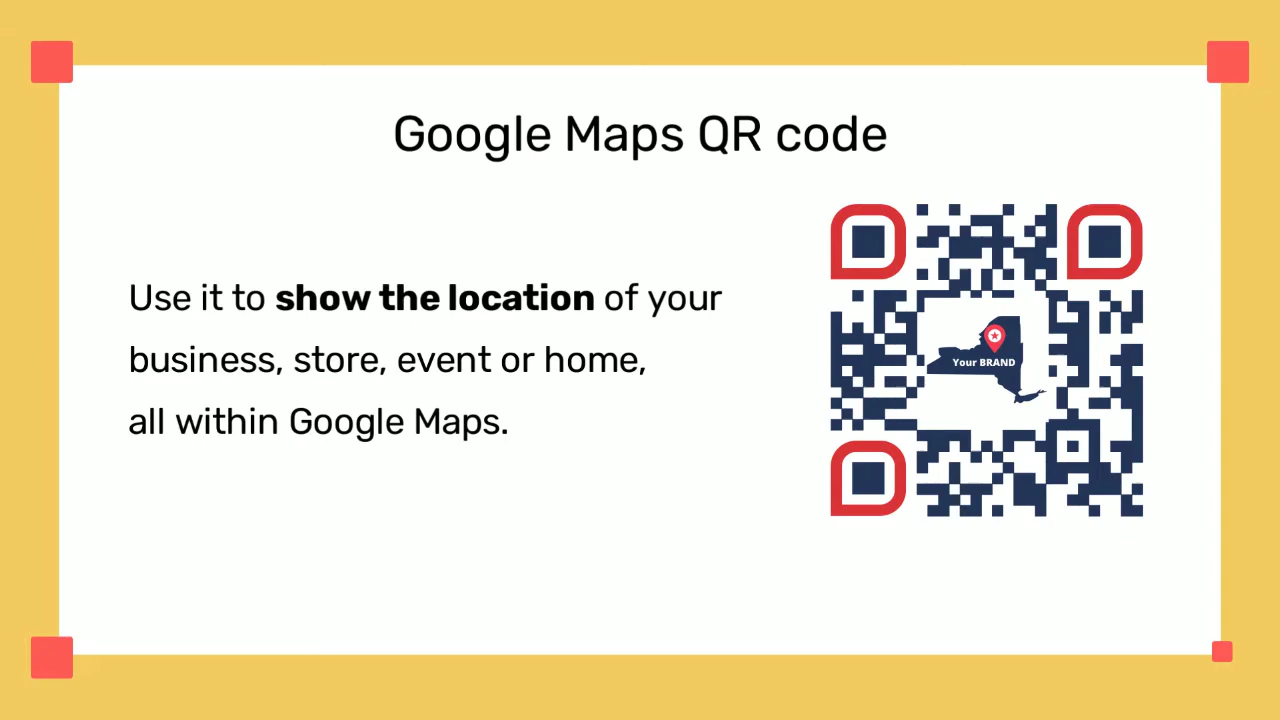 Google Maps QR code
Use it to show the location of your
business, store, event or home,
all within Google Maps.
Your BRAND